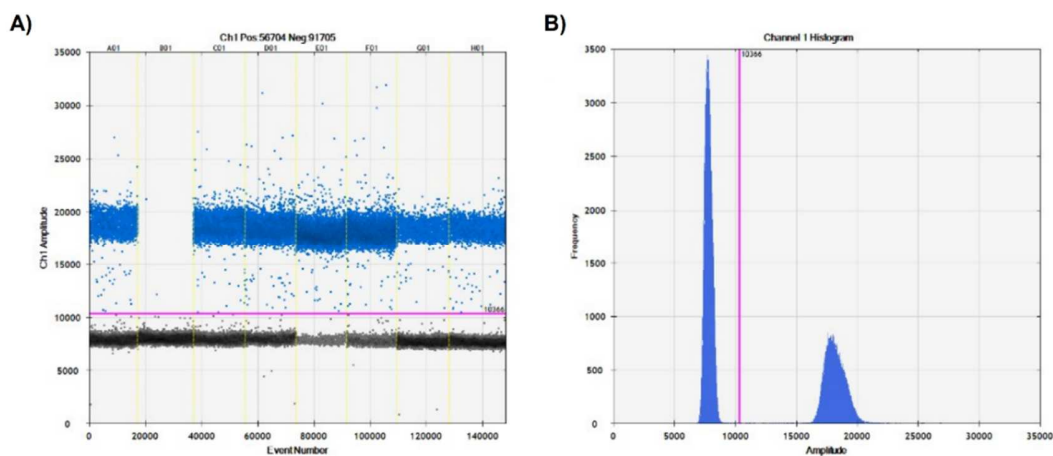 A)
Ch1 Pos 56704 Neg 91705
A01 B01 C01 D01 E01 F01 G01 H01
35000
30000
25000
20000
15000
10000
5000
0
Ch1 Amplitude
10366
0 20000 40000 60000 80000 100000 120000 140000
Event Number
B)
Channel 1 Histogram
10366
3500
3000
2500
2000
1500
1000
500
0
Frequency
0 5000 10000 15000 20000 25000 30000 35000
Amplitude